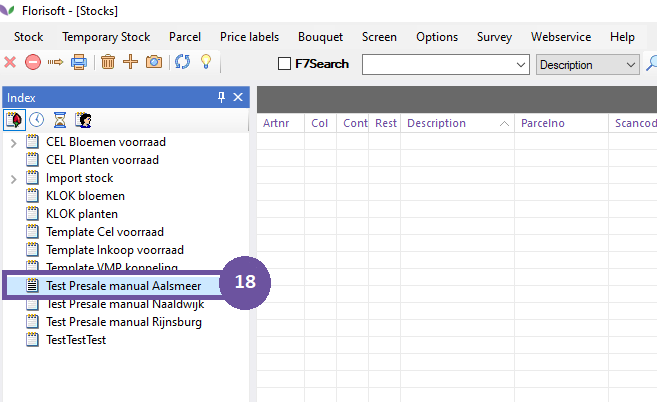 Florisoft - [Stocks]
Stock Temporary Stock Parcel Price labels Bouquet Screen Options Survey Webservice Help
F7Search Description
Index
Artnr Col Cont Rest Description Parcelno Scancod
CEL Bloemen voorraad
CEL Planten voorraad
Import stock
KLOK bloemen
KLOK planten
Template Cel voorraad
Template Inkoop voorraad
Template VMP koppeling
Test Presale manual Aalsmeer 18
Test Presale manual Naaldwijk
Test Presale manual Rijnsburg
TestTestTest